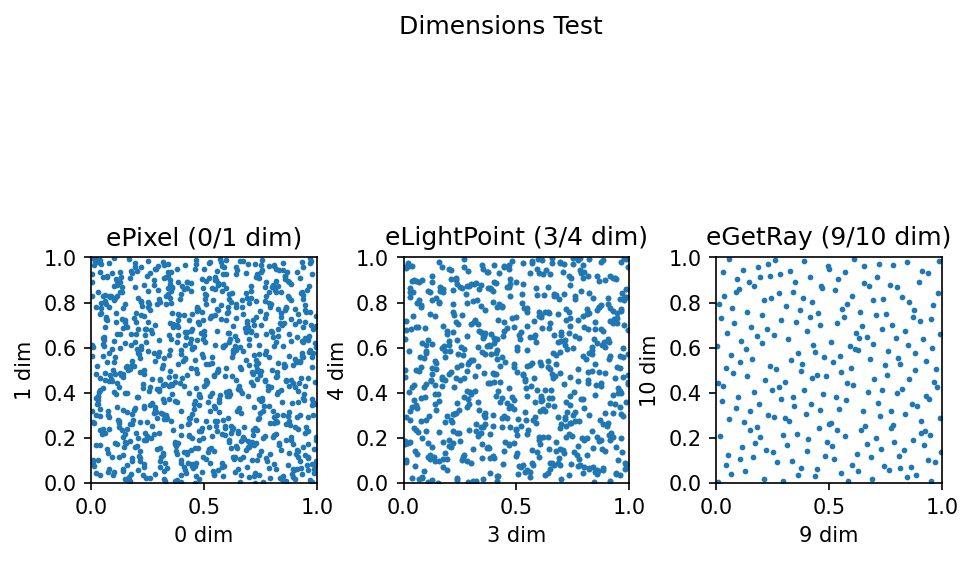 Dimensions Test
ePixel (0/1 dim)
1.0
0.8
0.6
0.4
0.2
0.0
1 dim
0.0 0.5 1.0
0 dim
eLightPoint (3/4 dim)
1.0
0.8
0.6
0.4
0.2
0.0
4 dim
0.0 0.5 1.0
3 dim
eGetRay (9/10 dim)
1.0
0.8
0.6
0.4
0.2
0.0
10 dim
0.0 0.5 1.0
9 dim